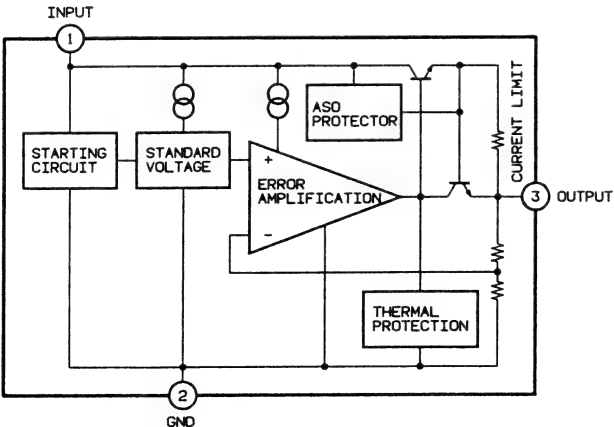 INPUT
1
ASO
PROTECTOR
CURRENT LIMIT
STARTING
CIRCUIT
STANDARD
VOLTAGE
+
ERROR
AMPLIFICATION
-
3
OUTPUT
THERMAL
PROTECTION
2
GND